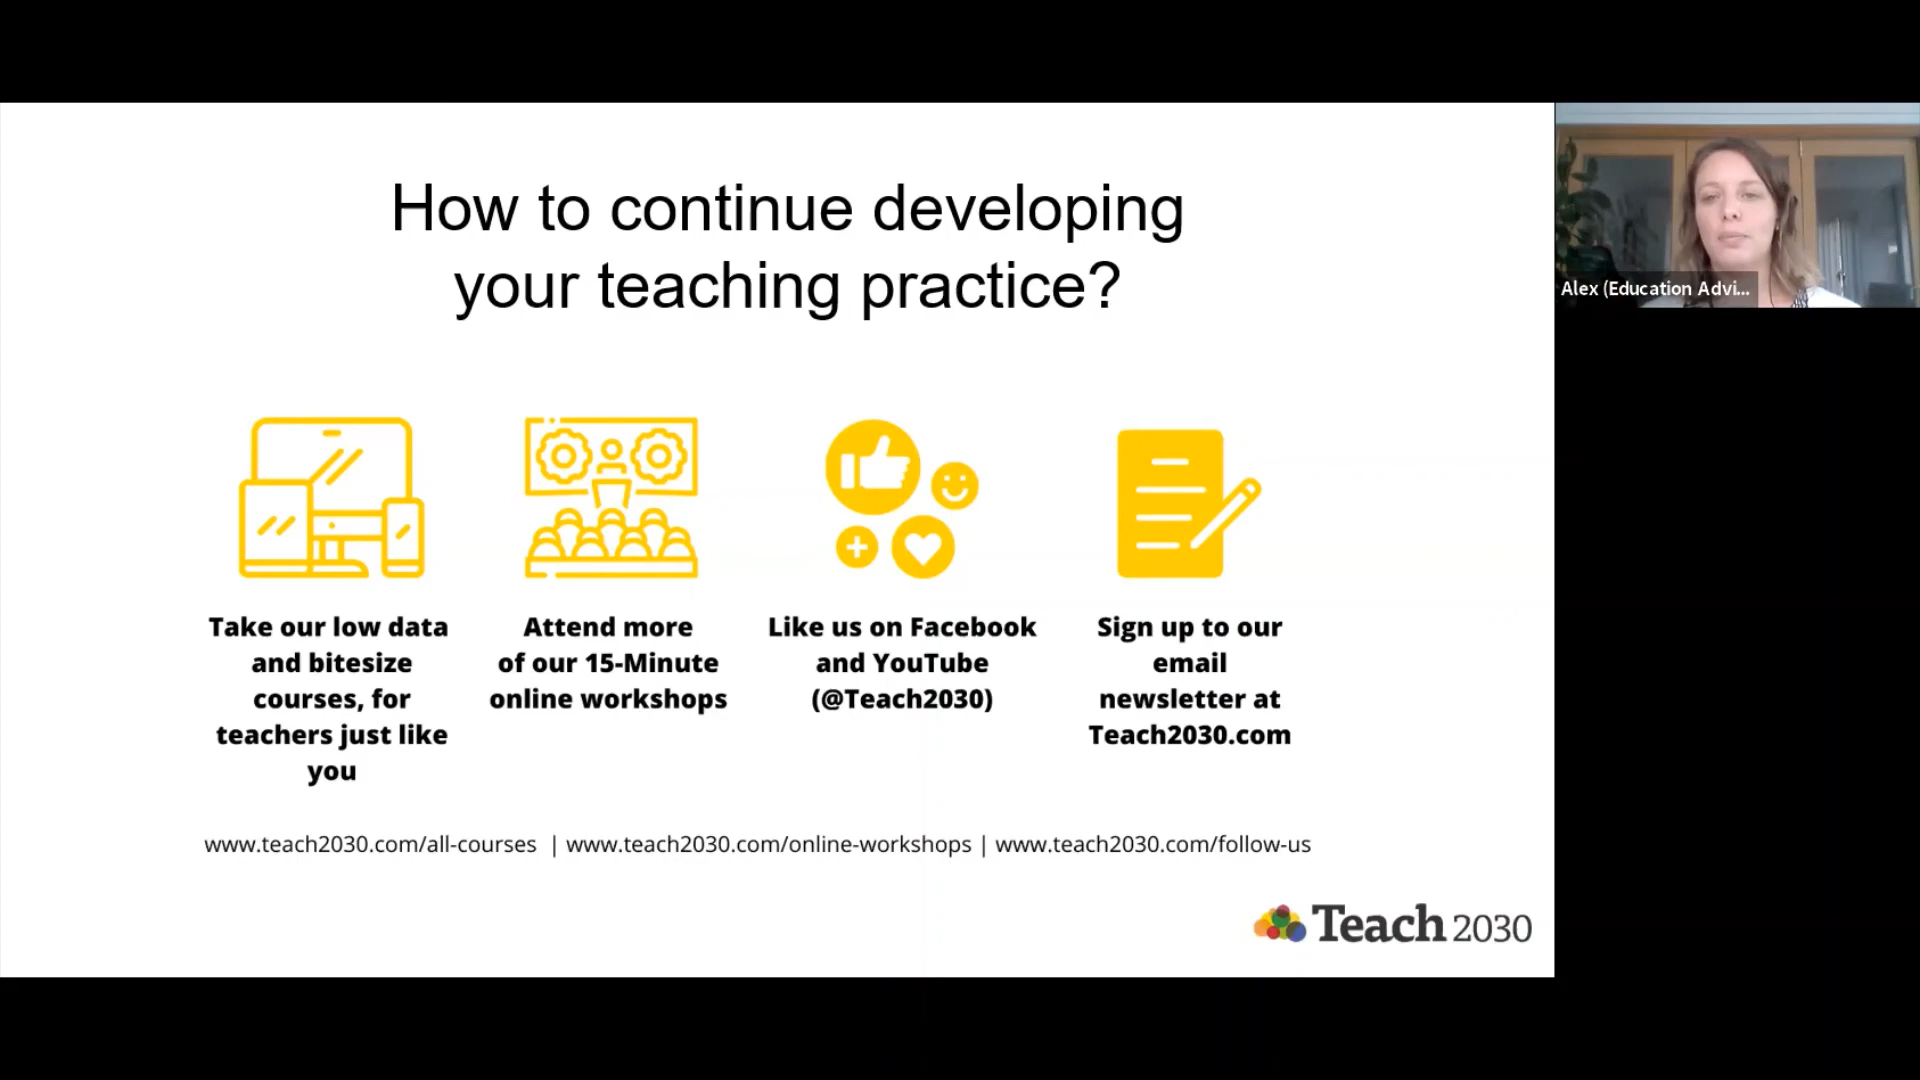 How to continue developing
your teaching practice?
Alex (Education Advi...
Take our low data
and bitesize
courses, for
teachers just like
you
Attend more
of our 15-Minute
online workshops
Like us on Facebook
and YouTube
(@Teach2030)
Sign up to our
email
newsletter at
Teach2030.com
www.teach2030.com/all-courses | www.teach2030.com/online-workshops | www.teach2030.com/follow-us
Teach 2030